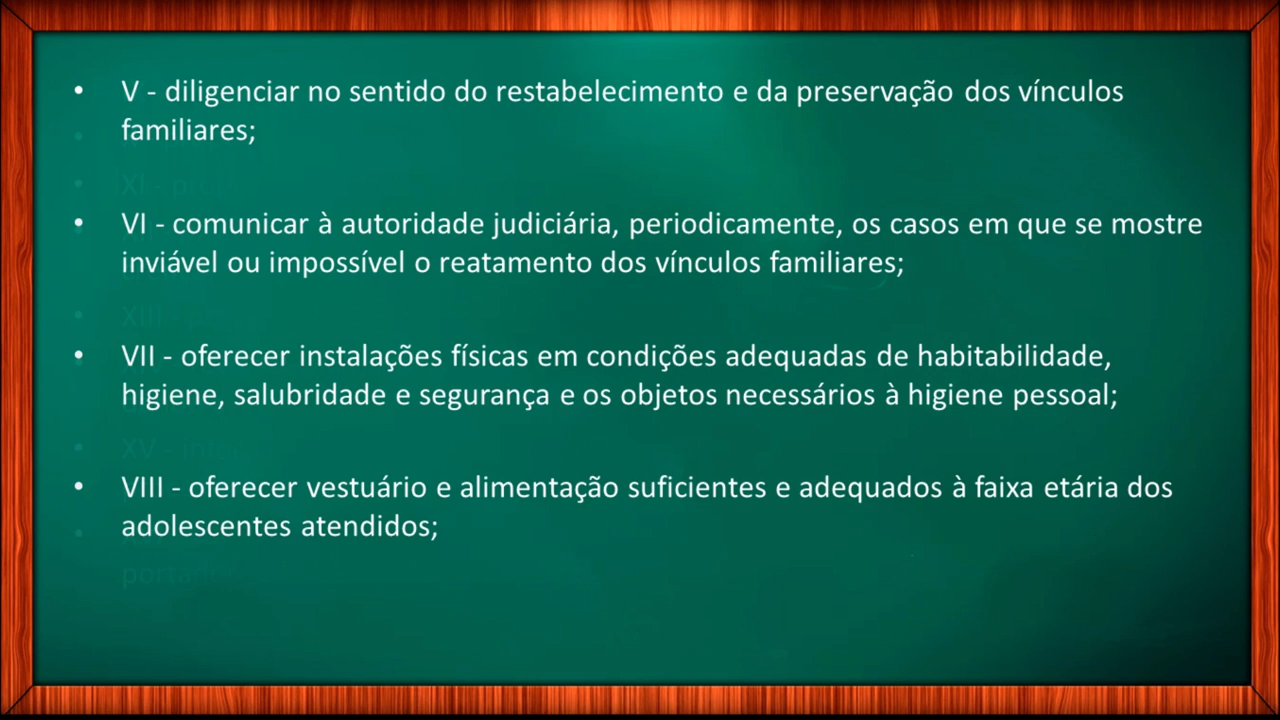 • V - diligenciar no sentido do restabelecimento e da preservação dos vínculos
familiares;
• VI - comunicar à autoridade judiciária, periodicamente, os casos em que se mostre
inviável ou impossível o reatamento dos vínculos familiares;
• VII - oferecer instalações físicas em condições adequadas de habitabilidade,
higiene, salubridade e segurança e os objetos necessários à higiene pessoal;
• VIII - oferecer vestuário e alimentação suficientes e adequados à faixa etária dos
adolescentes atendidos;